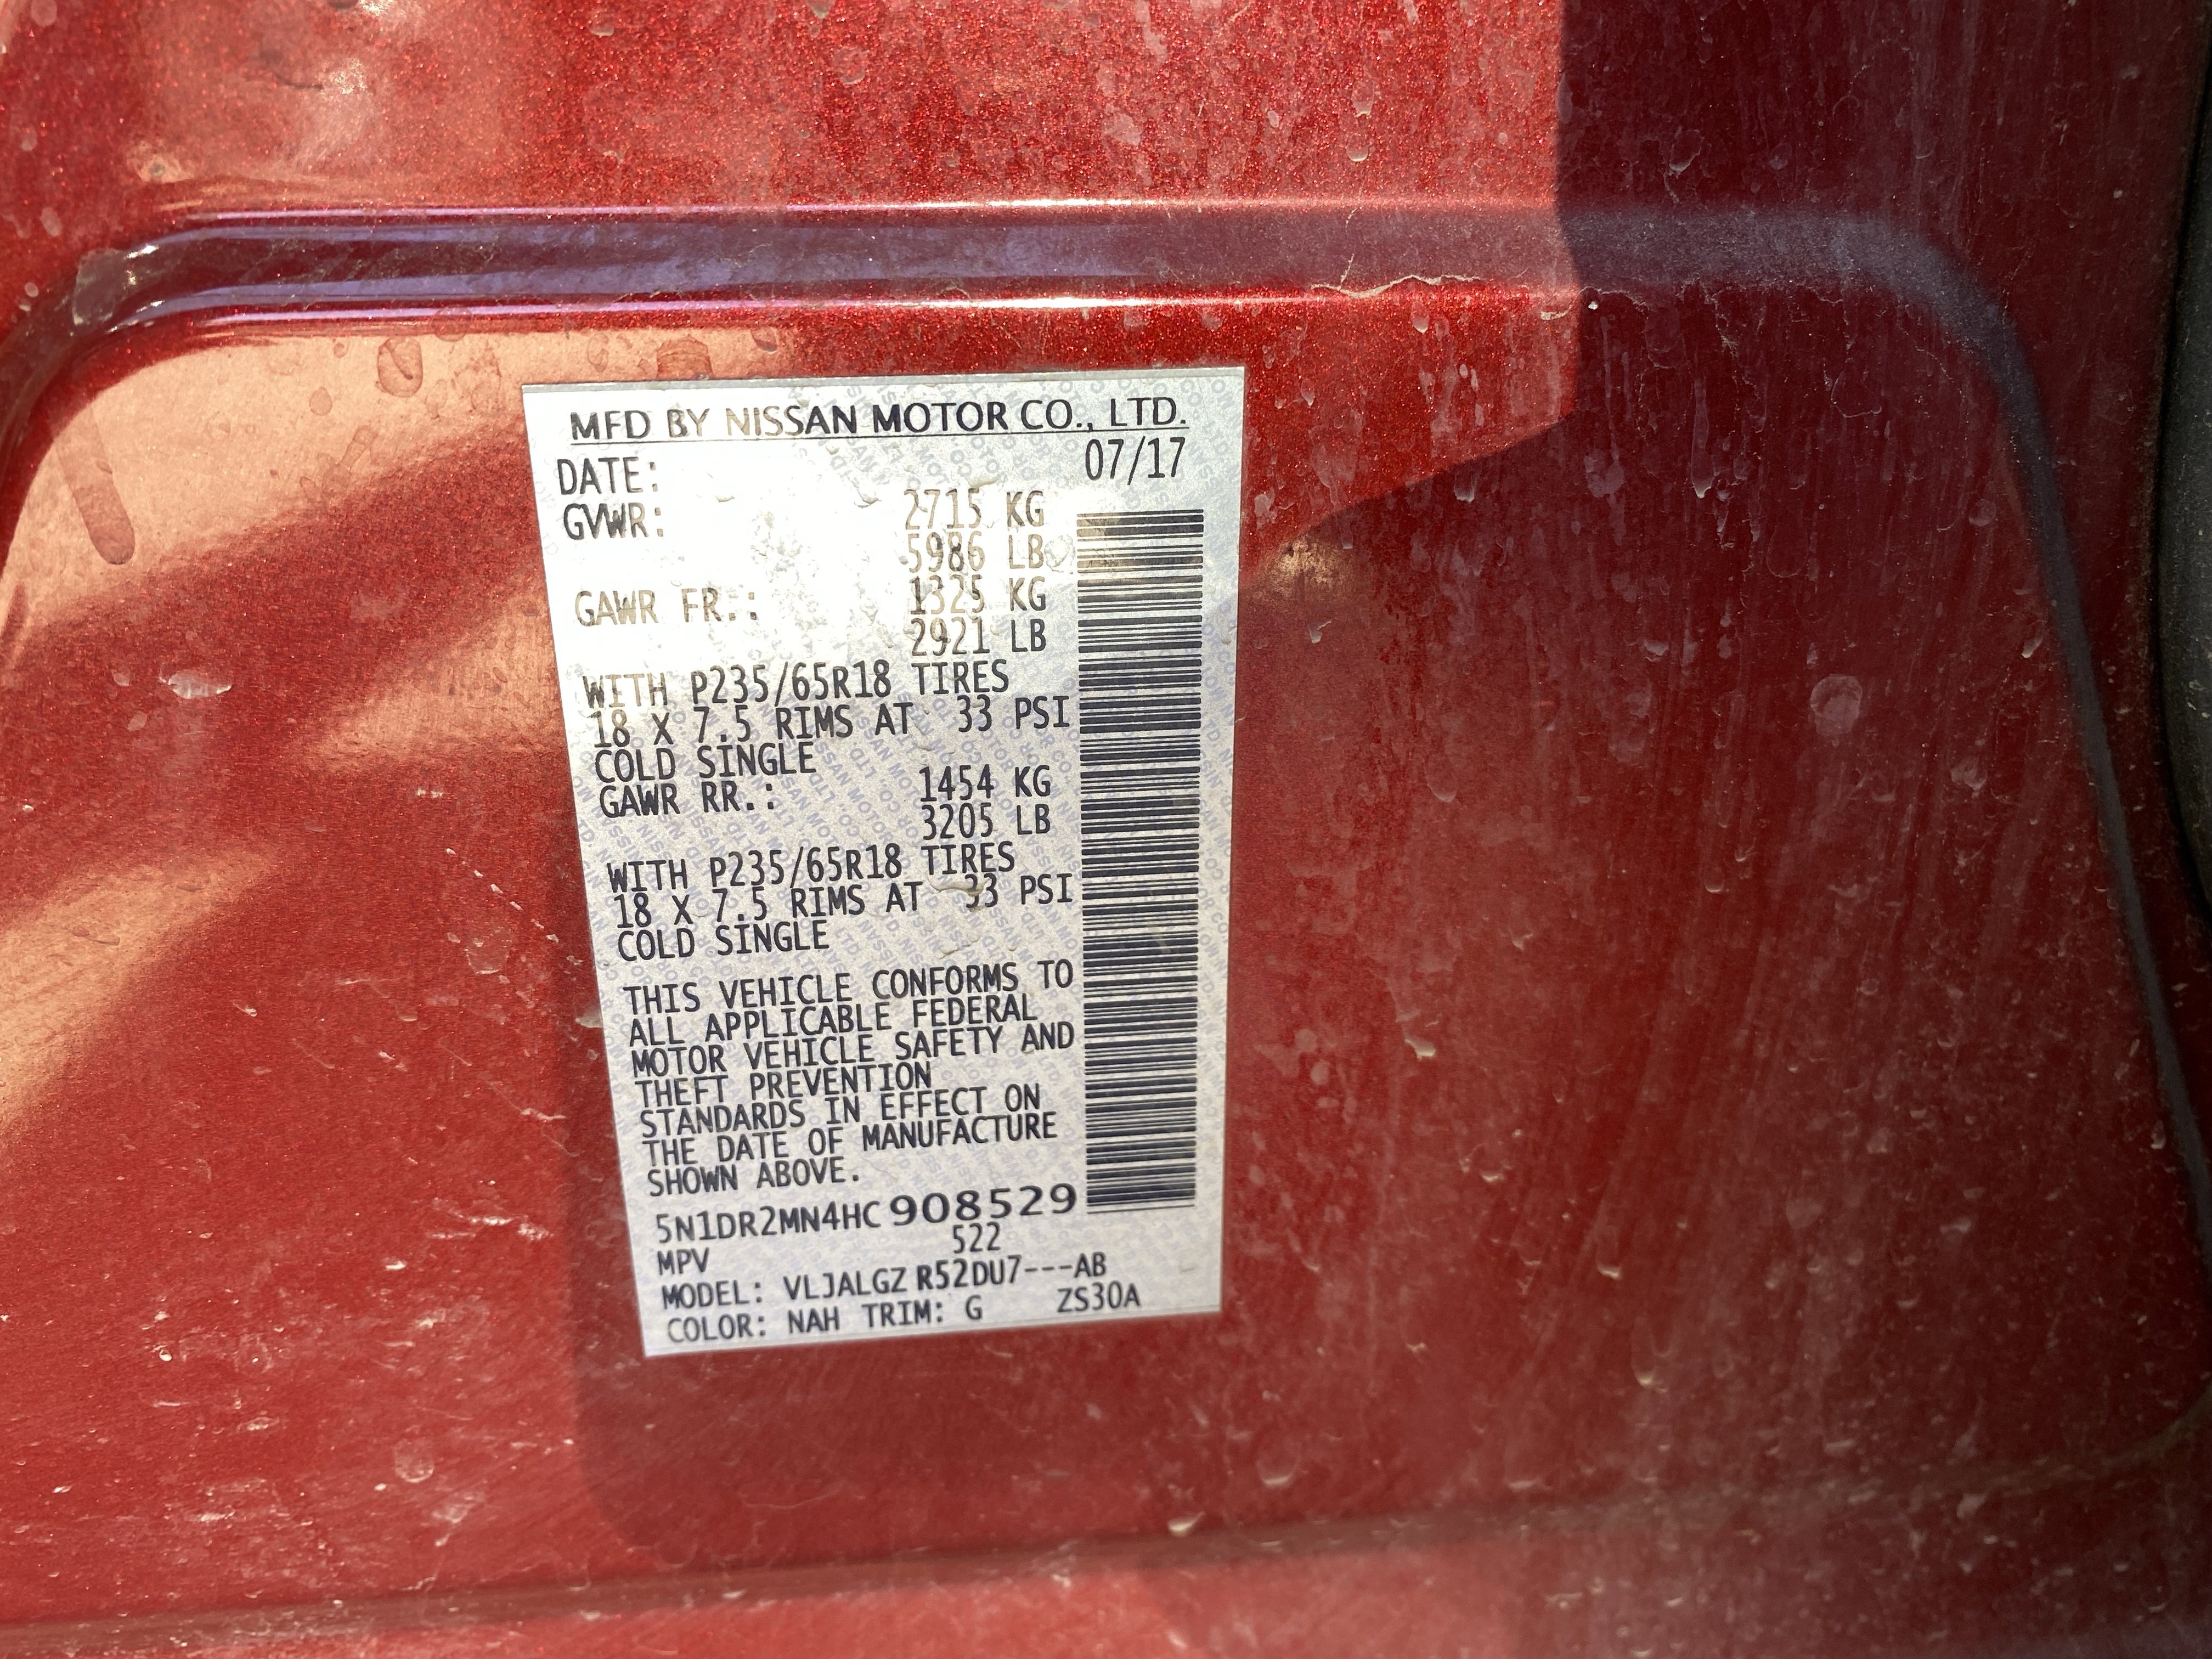 MFD BY NISSAN MOTOR CO., LTD.
DATE: 07/17
GVWR: 2715 KG
5986 LB
GAWR FR.: 1325 KG
2921 LB
WITH P235/65R18 TIRES
18 X 7.5 RIMS AT 33 PSI
COLD SINGLE
GAWR RR.: 1454 KG
3205 LB
WITH P235/65R18 TIRES
18 X 7.5 RIMS AT 33 PSI
COLD SINGLE
THIS VEHICLE CONFORMS TO
ALL APPLICABLE FEDERAL
MOTOR VEHICLE SAFETY AND
THEFT PREVENTION
STANDARDS IN EFFECT ON
THE DATE OF MANUFACTURE
SHOWN ABOVE.
5N1DR2MN4HC908529
MPV 522
MODEL: VLJALGZ R52DU7---AB
COLOR: NAH TRIM: G ZS30A